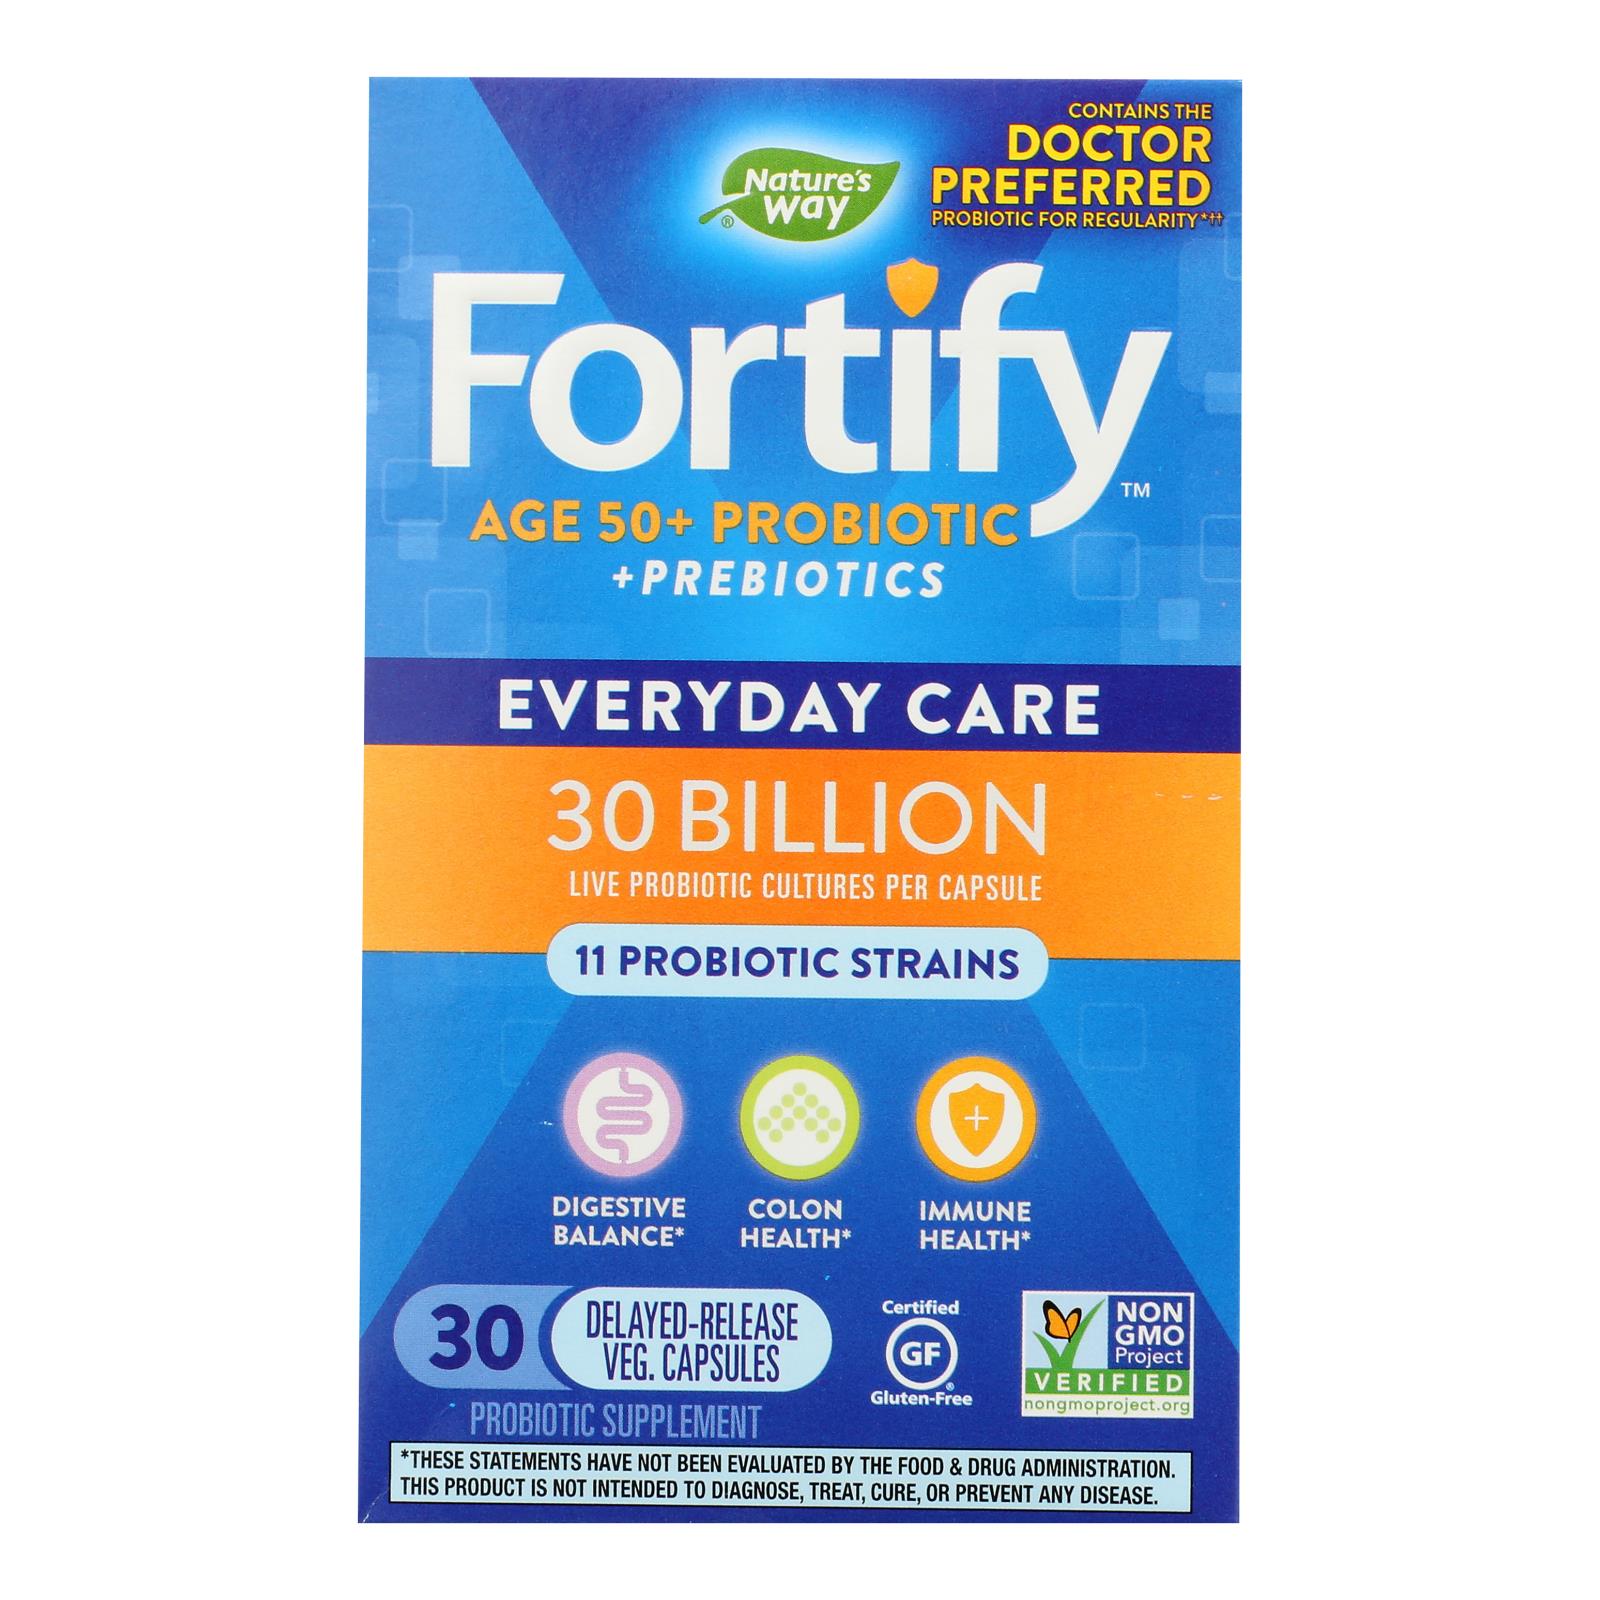 CONTAINS THE
DOCTOR
PREFERRED
PROBIOTIC FOR REGULARITY*††
Nature's
Way®
Fortify™
AGE 50+ PROBIOTIC
+PREBIOTICS
EVERYDAY CARE
30 BILLION
LIVE PROBIOTIC CULTURES PER CAPSULE
11 PROBIOTIC STRAINS
DIGESTIVE
BALANCE*
COLON
HEALTH*
IMMUNE
HEALTH*
30
DELAYED-RELEASE
VEG. CAPSULES
PROBIOTIC SUPPLEMENT
Certified
GF®
Gluten-Free
NON
GMO
Project
VERIFIED
nongmoproject.org
*THESE STATEMENTS HAVE NOT BEEN EVALUATED BY THE FOOD & DRUG ADMINISTRATION.
THIS PRODUCT IS NOT INTENDED TO DIAGNOSE, TREAT, CURE, OR PREVENT ANY DISEASE.